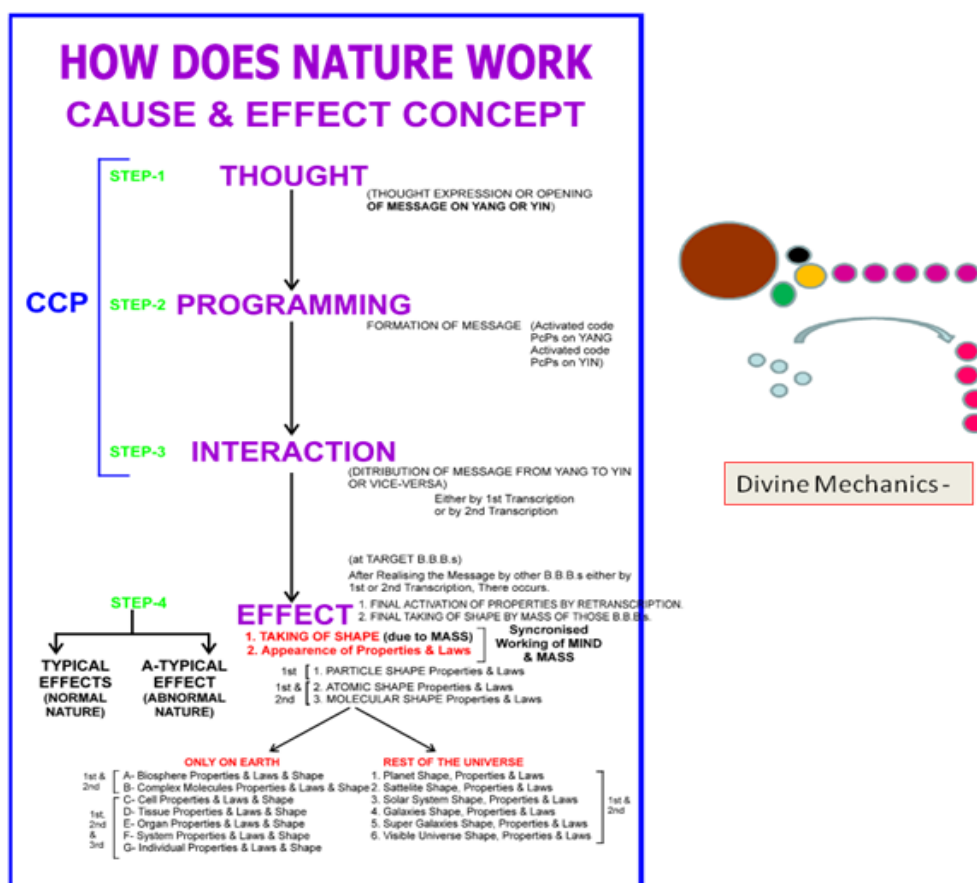 HOW DOES NATURE WORK
CAUSE & EFFECT CONCEPT
STEP-1
THOUGHT
(THOUGHT EXPRESSION OR OPENING
OF MESSAGE ON YANG OR YIN)
CCP
STEP-2
PROGRAMMING
FORMATION OF MESSAGE (Activated code
PcPs on YANG
Activated code
PcPs on YIN)
STEP-3
INTERACTION
(DITRIBUTION OF MESSAGE FROM YANG TO YIN
OR VICE-VERSA)
Either by 1st Transcription
or by 2nd Transcription
(at TARGET B.B.B.s)
After Realising the Message by other B.B.B.s either by
1st or 2nd Transcription, There occurs.
STEP-4
EFFECT
1. FINAL ACTIVATION OF PROPERTIES BY RETRANSCRIPTION.
2. FINAL TAKING OF SHAPE BY MASS OF THOSE B.B.B.s.
1. TAKING OF SHAPE (due to MASS)
2. Appearence of Properties & Laws
Syncronised
Working of MIND
& MASS
TYPICAL
EFFECTS
(NORMAL
NATURE)
A-TYPICAL
EFFECT
(ABNORMAL
NATURE)
1st
1. PARTICLE SHAPE Properties & Laws
1st &
2nd
2. ATOMIC SHAPE Properties & Laws
3. MOLECULAR SHAPE Properties & Laws
ONLY ON EARTH
1st &
2nd
A- Biosphere Properties & Laws & Shape
B- Complex Molecules Properties & Laws & Shape
1st,
2nd
&
3rd
C- Cell Properties & Laws & Shape
D- Tissue Properties & Laws & Shape
E- Organ Properties & Laws & Shape
F- System Properties & Laws & Shape
G- Individual Properties & Laws & Shape
REST OF THE UNIVERSE
1. Planet Shape, Properties & Laws
2. Sattelite Shape, Properties & Laws
3. Solar System Shape, Properties & Laws
4. Galaxies Shape, Properties & Laws
5. Super Galaxies Shape, Properties & Laws
6. Visible Universe Shape, Properties & Laws
1st &
2nd
Divine Mechanics -